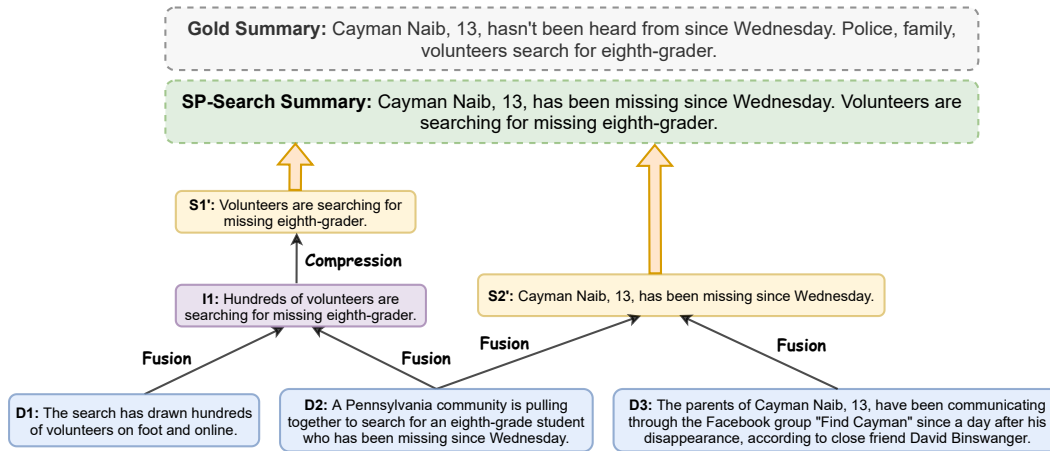 Gold Summary: Cayman Naib, 13, hasn't been heard from since Wednesday. Police, family,
volunteers search for eighth-grader.
SP-Search Summary: Cayman Naib, 13, has been missing since Wednesday. Volunteers are
searching for missing eighth-grader.
S1': Volunteers are searching for
missing eighth-grader.
Compression
I1: Hundreds of volunteers are
searching for missing eighth-grader.
S2': Cayman Naib, 13, has been missing since Wednesday.
Fusion
Fusion
Fusion
Fusion
D1: The search has drawn hundreds
of volunteers on foot and online.
D2: A Pennsylvania community is pulling
together to search for an eighth-grade student
who has been missing since Wednesday.
D3: The parents of Cayman Naib, 13, have been communicating
through the Facebook group "Find Cayman" since a day after his
disappearance, according to close friend David Binswanger.